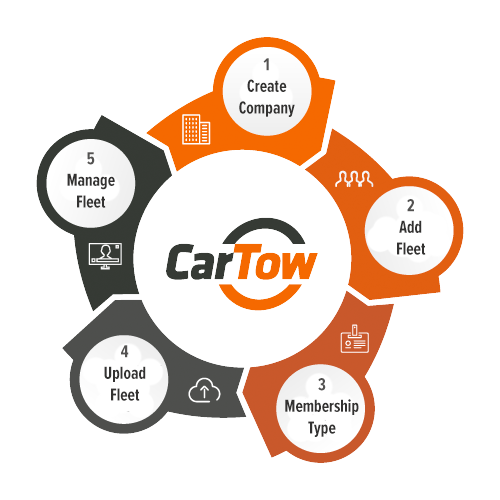 1
Create
Company
2
Add
Fleet
3
Membership
Type
4
Upload
Fleet
5
Manage
Fleet
CarTow